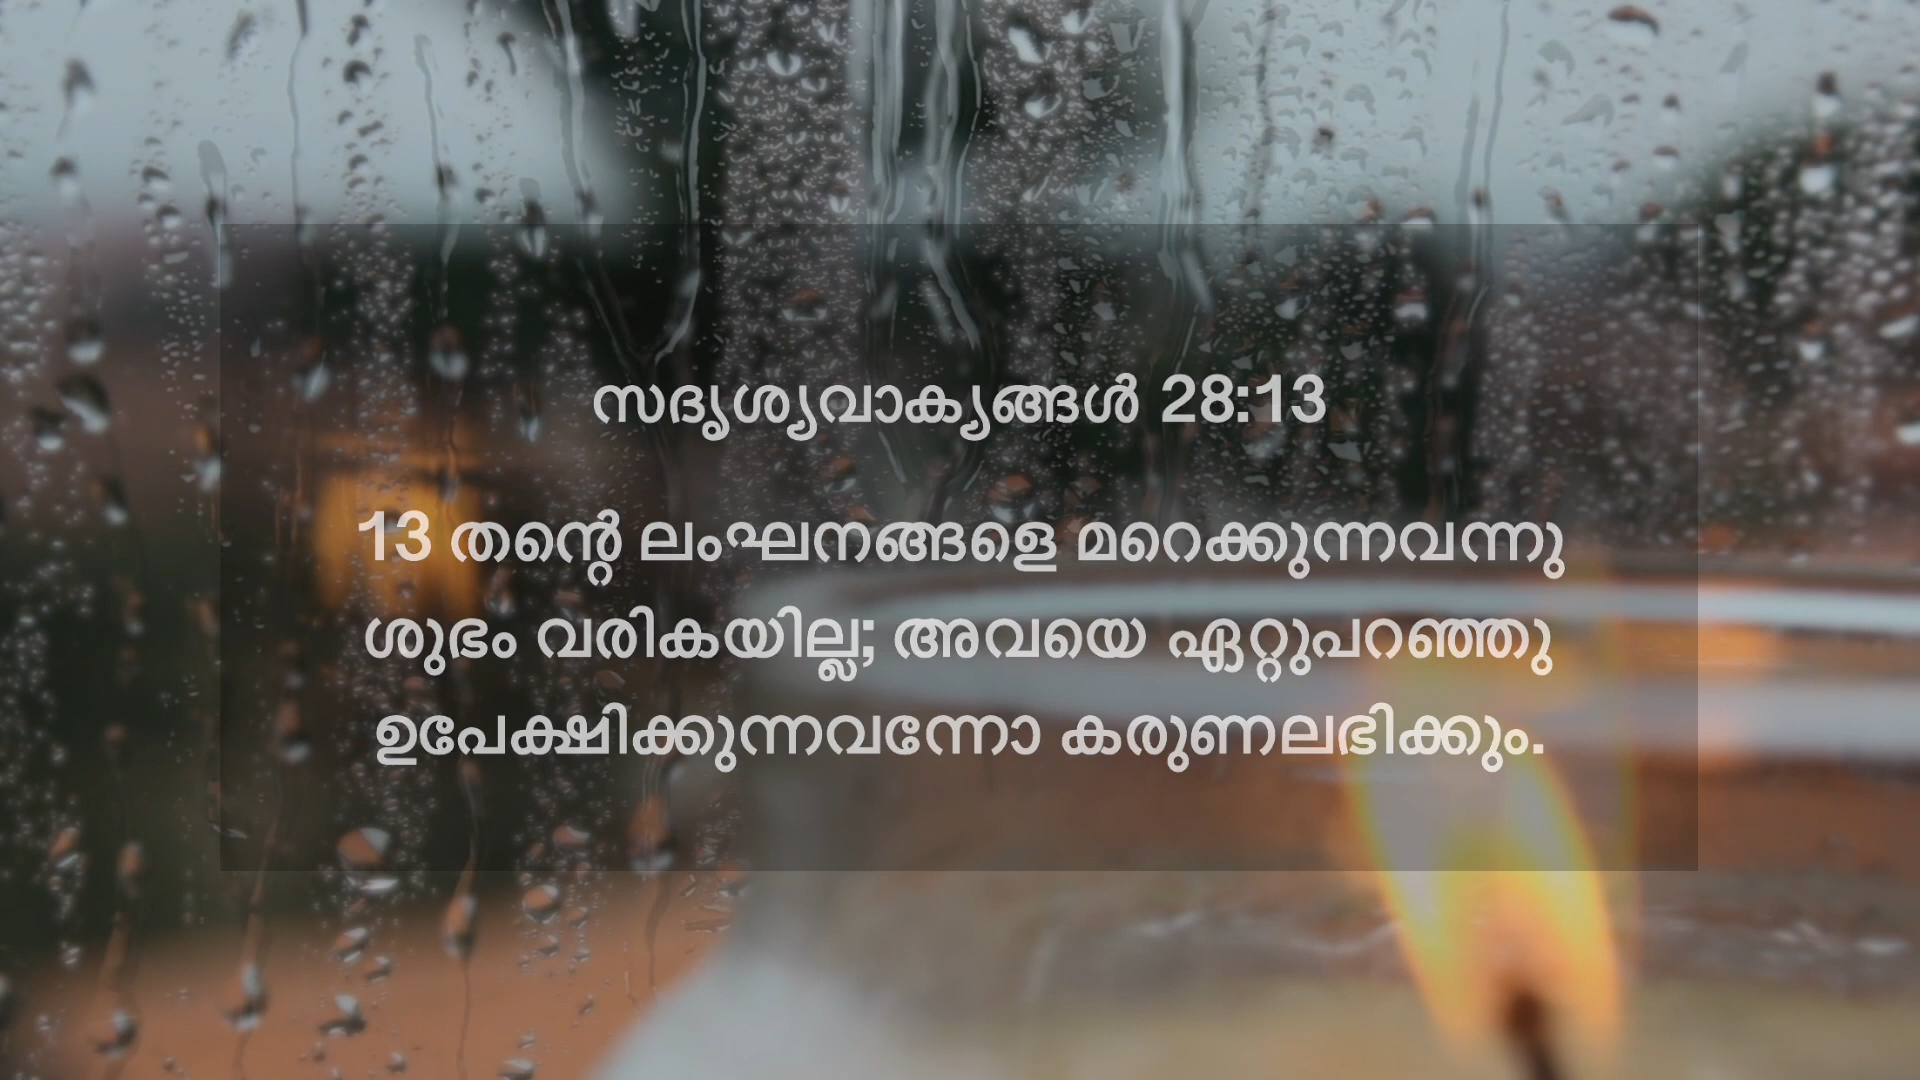 സദൃശ്യവാക്യങ്ങൾ 28:13
13 തന്റെ ലംഘനങ്ങളെ മറെക്കുന്നവന്നു
ശുഭം വരികയില്ല; അവയെ ഏറ്റുപറഞ്ഞു
ഉപേക്ഷിക്കുന്നവന്നോ കരുണലഭിക്കും.